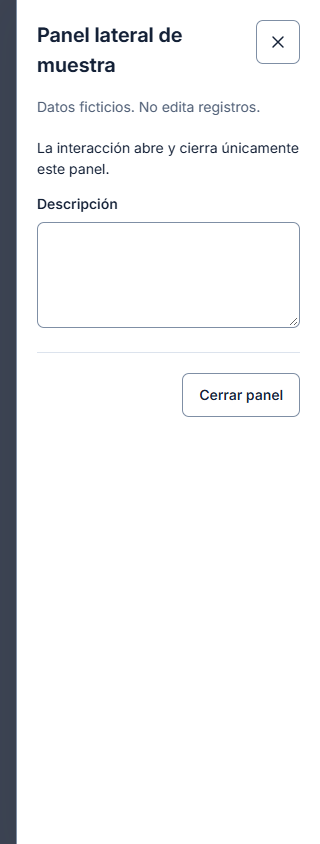 Panel lateral de
muestra
Datos ficticios. No edita registros.
La interacción abre y cierra únicamente
este panel.
Descripción
Cerrar panel